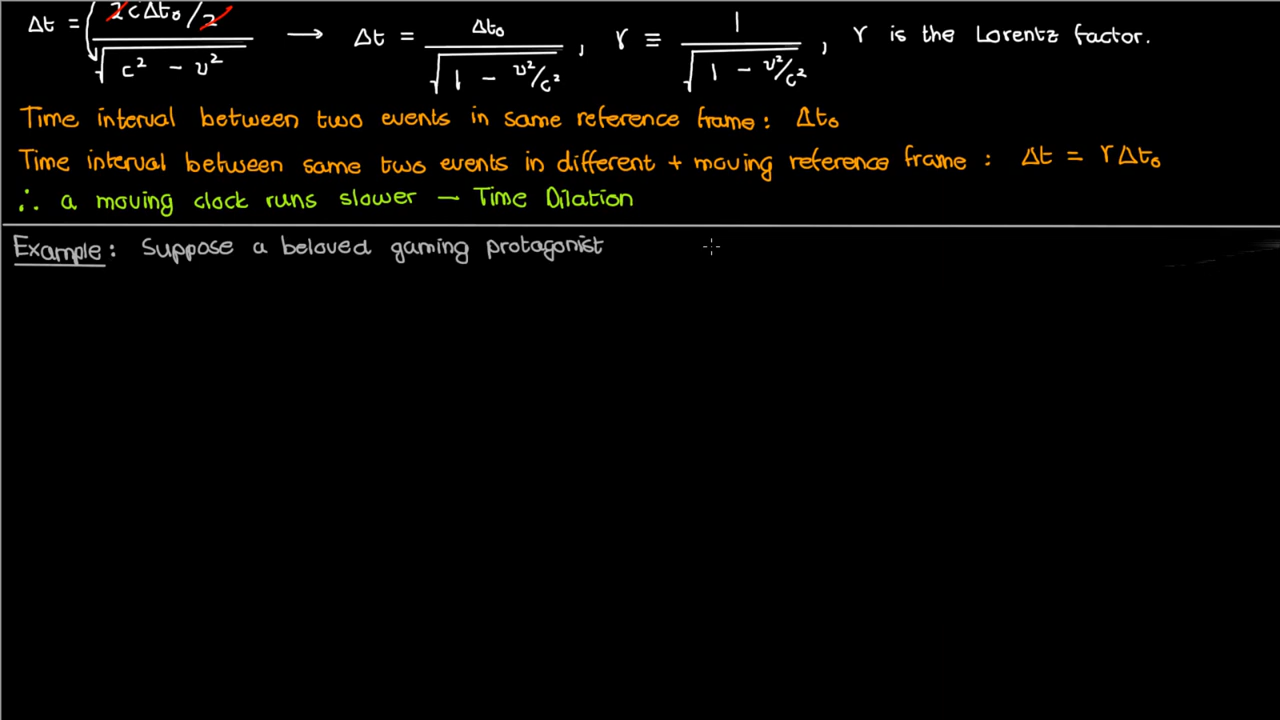 Δt = 2cΔt₀/2 / √(c² − v²) → Δt = Δt₀ / √(1 − v²/c²) , γ ≡ 1 / √(1 − v²/c²) , γ is the Lorentz factor.
Time interval between two events in same reference frame: Δt₀
Time interval between same two events in different + moving reference frame : Δt = γΔt₀
∴ a moving clock runs slower — Time Dilation
Example: Suppose a beloved gaming protagonist